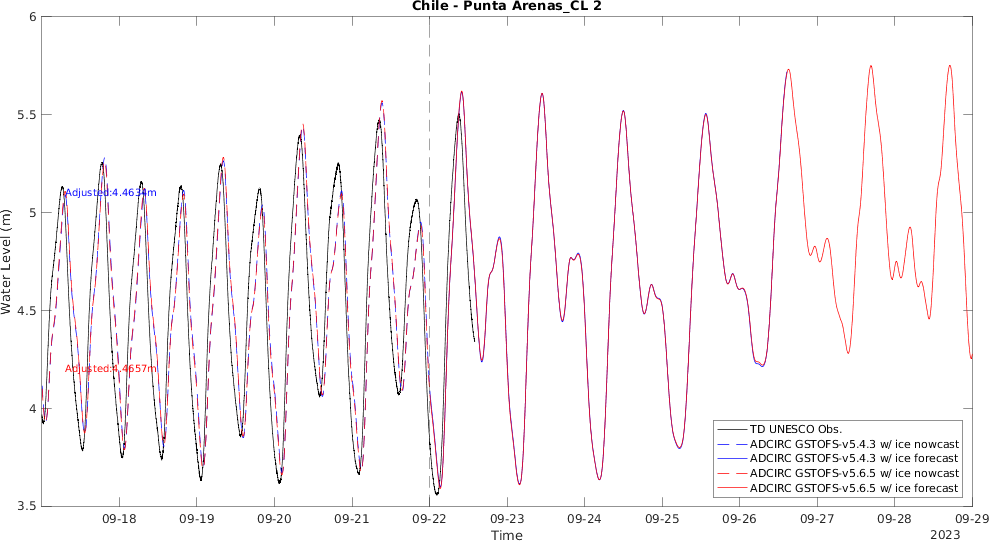 Chile - Punta Arenas_CL 2
Water Level (m)
6
5.5
5
4.5
4
3.5
Adjusted:4.4634m
Adjusted:4.4657m
TD UNESCO Obs.
ADCIRC GSTOFS-v5.4.3 w/ ice nowcast
ADCIRC GSTOFS-v5.4.3 w/ ice forecast
ADCIRC GSTOFS-v5.6.5 w/ ice nowcast
ADCIRC GSTOFS-v5.6.5 w/ ice forecast
09-18 09-19 09-20 09-21 09-22 09-23 09-24 09-25 09-26 09-27 09-28 09-29
Time
2023